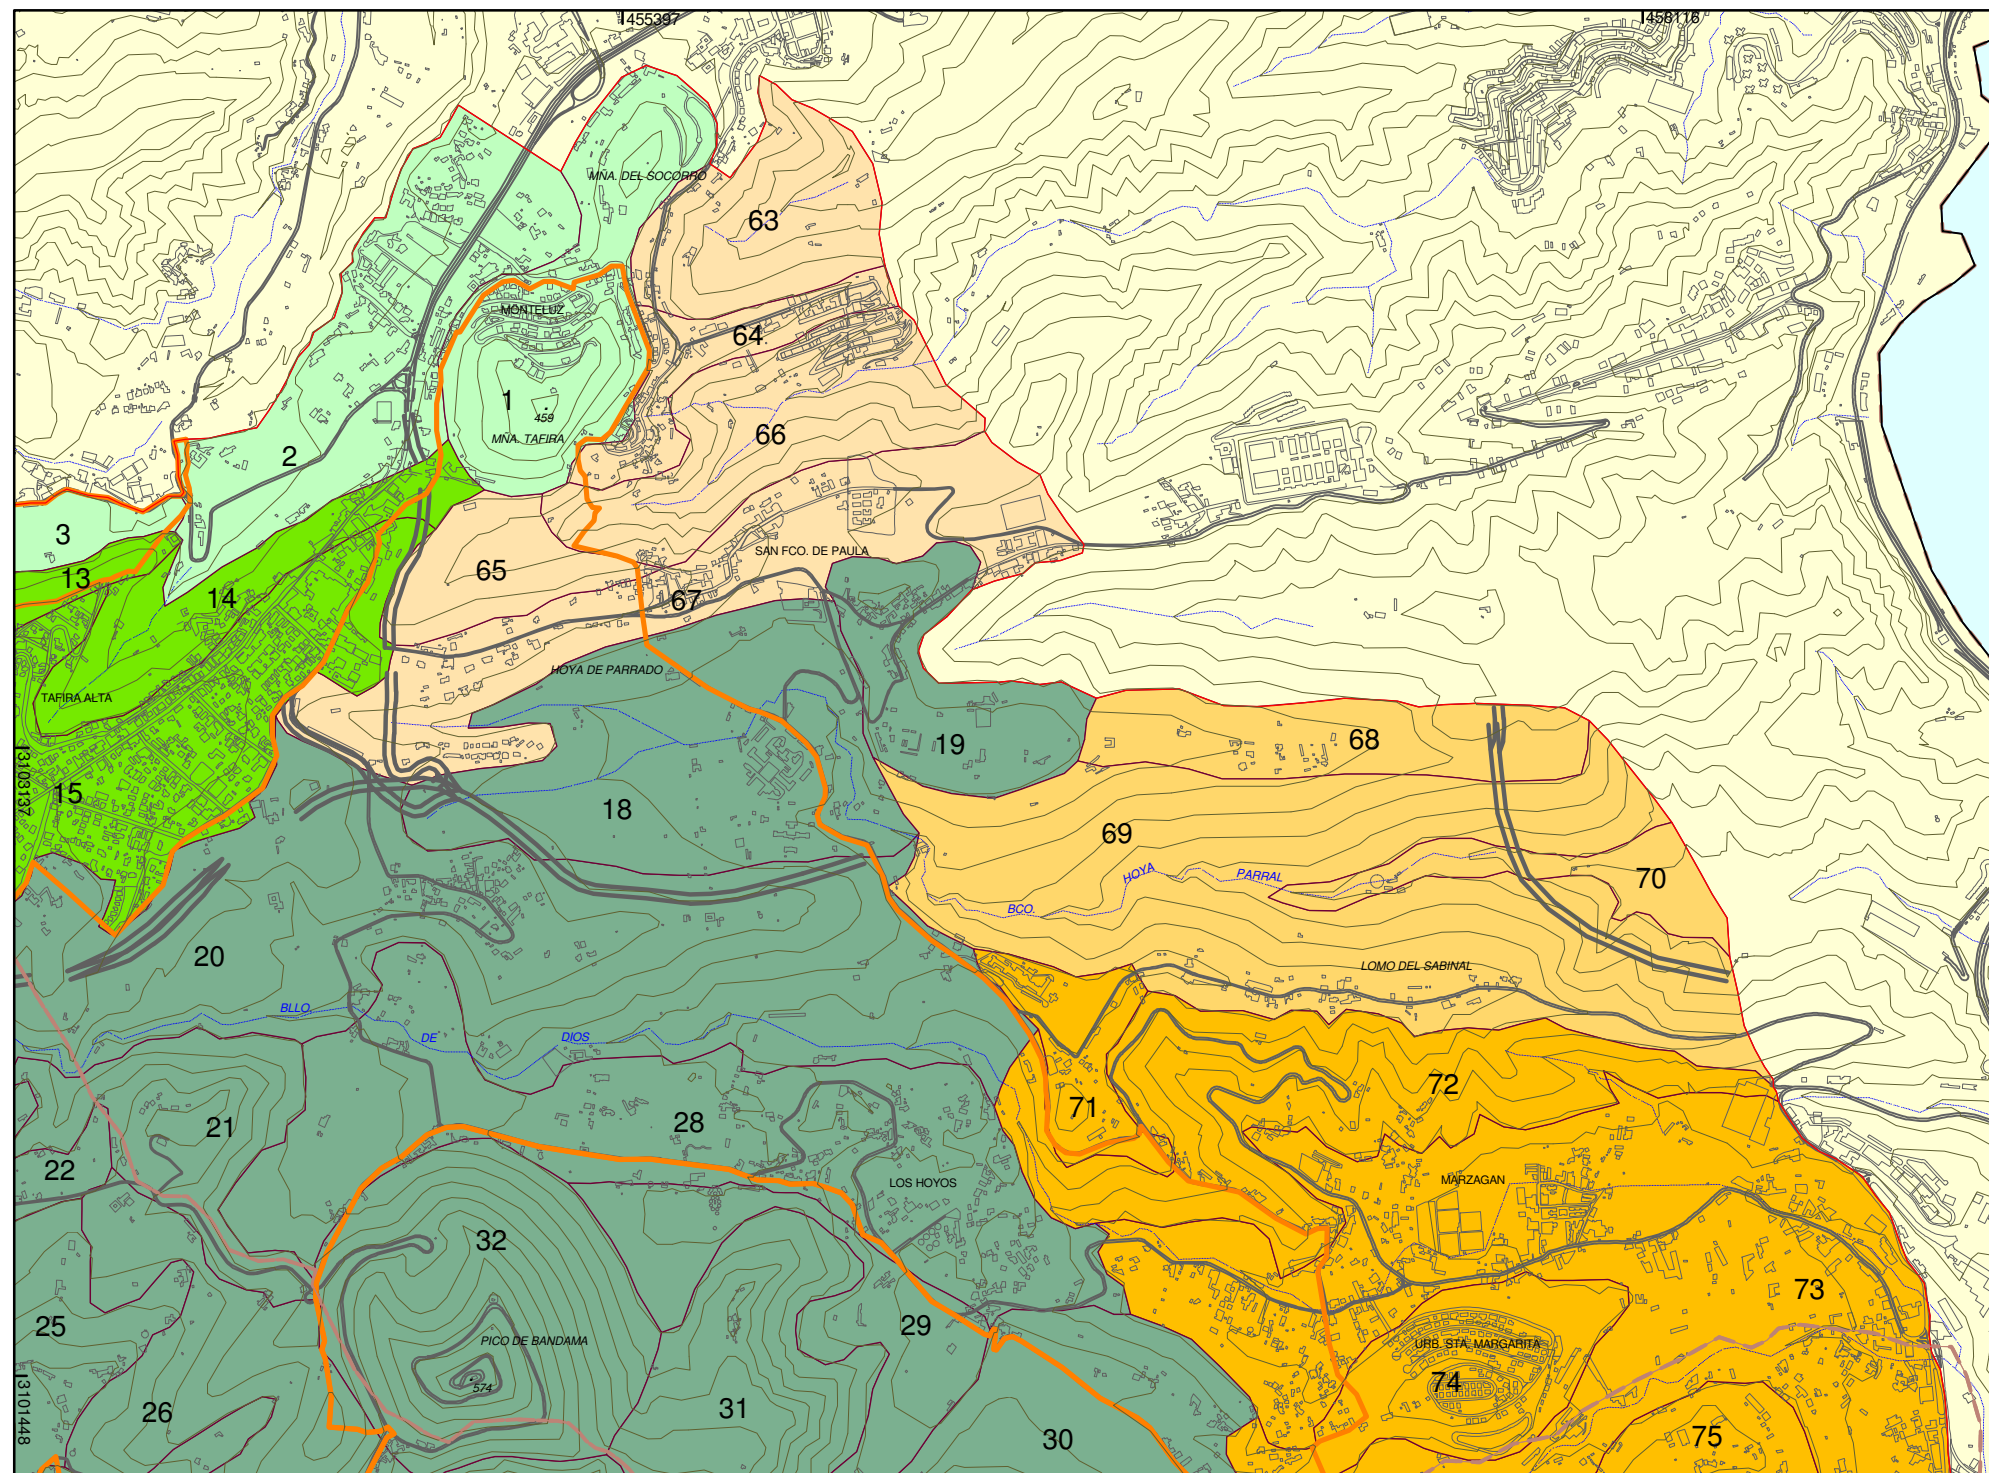 455397
458116
MÑA. DEL SOCORRO
63
MONTELUZ
64
1
459
MÑA. TAFIRA
66
2
3
SAN FCO. DE PAULA
65
13
14
67
HOYA DE PARRADO
TAFIRA ALTA
19
68
3103137
15
18
69
HOYA
PARRAL
70
BCO.
20
LOMO DEL SABINAL
BLLO.
DE
DIOS
72
71
21
28
22
MARZAGAN
LOS HOYOS
32
73
25
29
PICO DE BANDAMA
URB. STA. MARGARITA
574
74
26
31
3101448
30
75